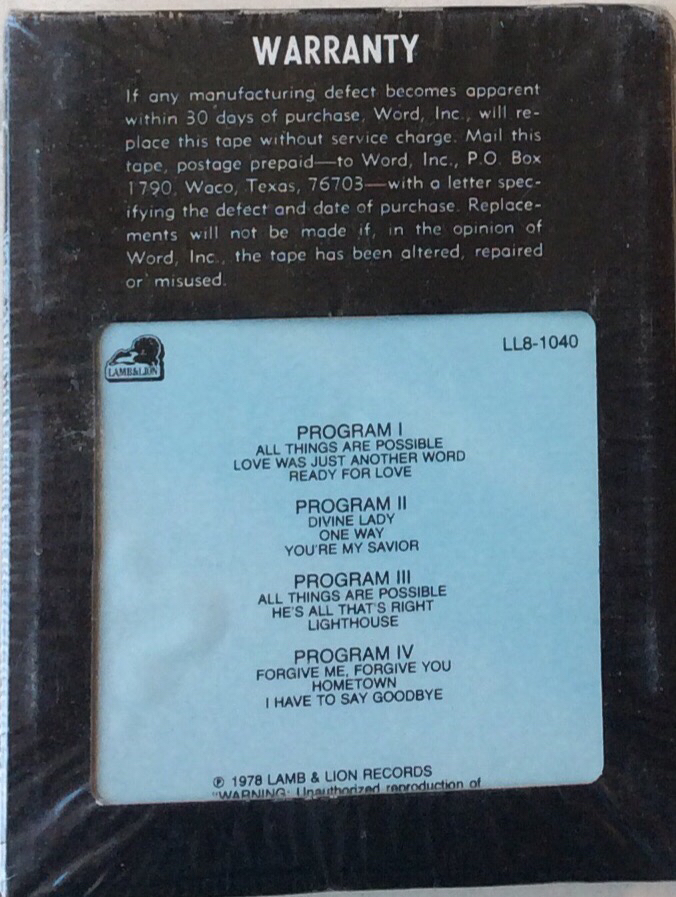 WARRANTY
If any manufacturing defect becomes apparent
within 30 days of purchase, Word, Inc., will re-
place this tape without service charge. Mail this
tape, postage prepaid—to Word, Inc., P.O. Box
1790, Waco, Texas, 76703—with a letter spec-
ifying the defect and date of purchase. Replace-
ments will not be made if, in the opinion of
Word, Inc., the tape has been altered, repaired
or misused.
LAMB&LION
LL8-1040
PROGRAM I
ALL THINGS ARE POSSIBLE
LOVE WAS JUST ANOTHER WORD
READY FOR LOVE
PROGRAM II
DIVINE LADY
ONE WAY
YOU'RE MY SAVIOR
PROGRAM III
ALL THINGS ARE POSSIBLE
HE'S ALL THAT'S RIGHT
LIGHTHOUSE
PROGRAM IV
FORGIVE ME, FORGIVE YOU
HOMETOWN
I HAVE TO SAY GOODBYE
℗ 1978 LAMB & LION RECORDS
"WARNING: Unauthorized reproduction of